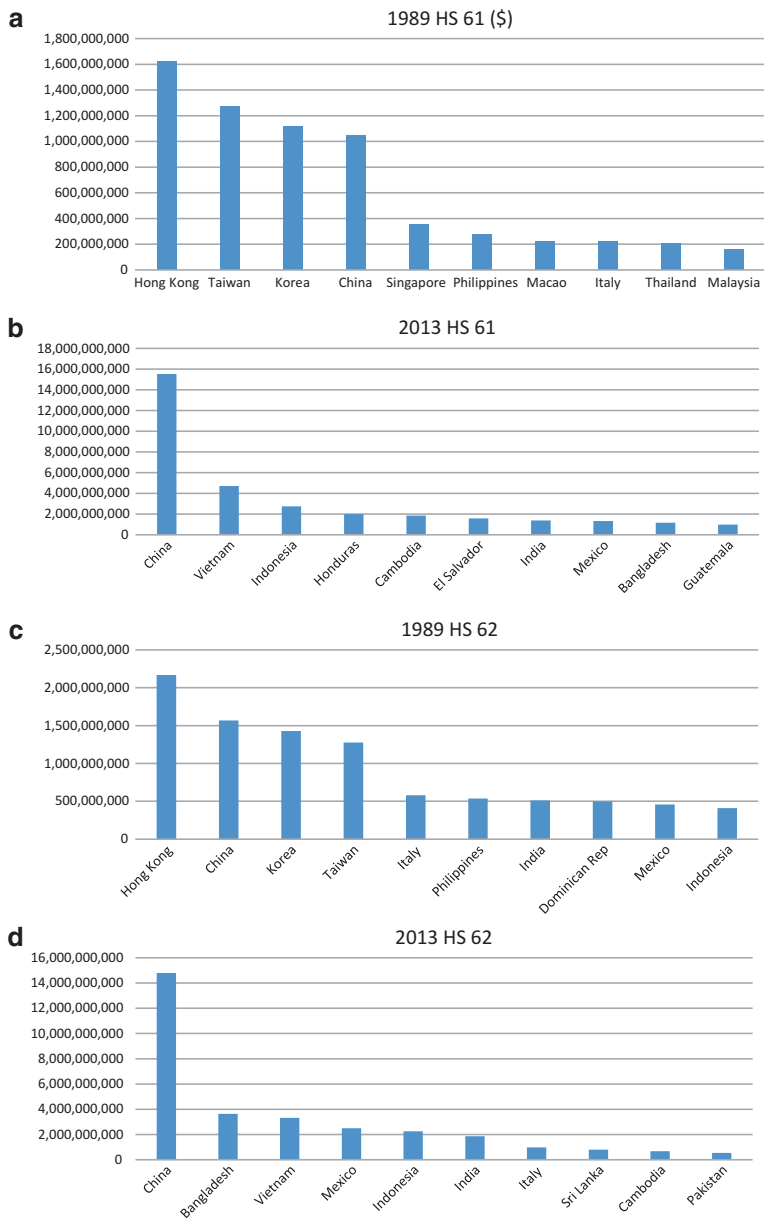 a
1989 HS 61 ($)
1,800,000,000
1,600,000,000
1,400,000,000
1,200,000,000
1,000,000,000
800,000,000
600,000,000
400,000,000
200,000,000
0
Hong Kong Taiwan Korea China Singapore Philippines Macao Italy Thailand Malaysia
b
2013 HS 61
18,000,000,000
16,000,000,000
14,000,000,000
12,000,000,000
10,000,000,000
8,000,000,000
6,000,000,000
4,000,000,000
2,000,000,000
0
China Vietnam Indonesia Honduras Cambodia El Salvador India Mexico Bangladesh Guatemala
c
1989 HS 62
2,500,000,000
2,000,000,000
1,500,000,000
1,000,000,000
500,000,000
0
Hong Kong China Korea Taiwan Italy Philippines India Dominican Rep Mexico Indonesia
d
2013 HS 62
16,000,000,000
14,000,000,000
12,000,000,000
10,000,000,000
8,000,000,000
6,000,000,000
4,000,000,000
2,000,000,000
0
China Bangladesh Vietnam Mexico Indonesia India Italy Sri Lanka Cambodia Pakistan